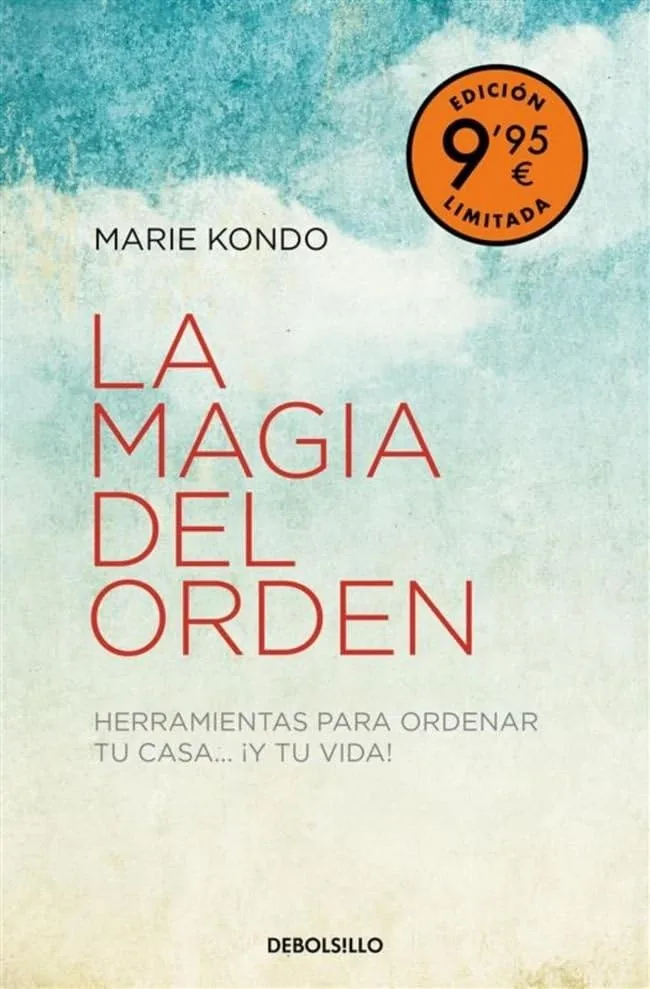 EDICIÓN
9'95
€
LIMITADA
MARIE KONDO
LA
MAGIA
DEL
ORDEN
HERRAMIENTAS PARA ORDENAR
TU CASA... ¡Y TU VIDA!
DEBOLS!LLO